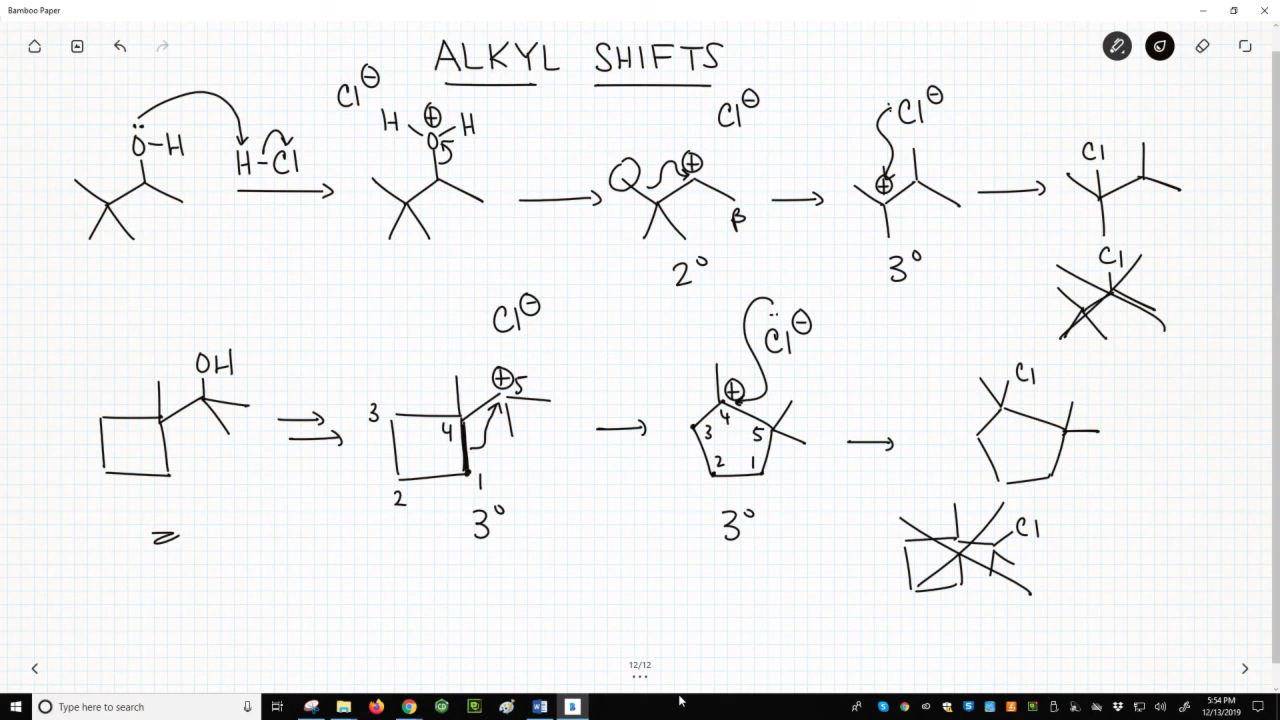 Bamboo Paper
ALKYL SHIFTS
Cl⊖
H ⊕ H
O
Ö-H
H-Cl
Cl⊖
⊕
β
2°
Cl⊖
⊕
3°
Cl
Cl
OH
Cl⊖
⊕ 5
3
4
1
2
3°
Cl⊖
⊕
4
3
5
2
1
3°
Cl
Cl
12/12
Type here to search
5:54 PM
12/13/2019